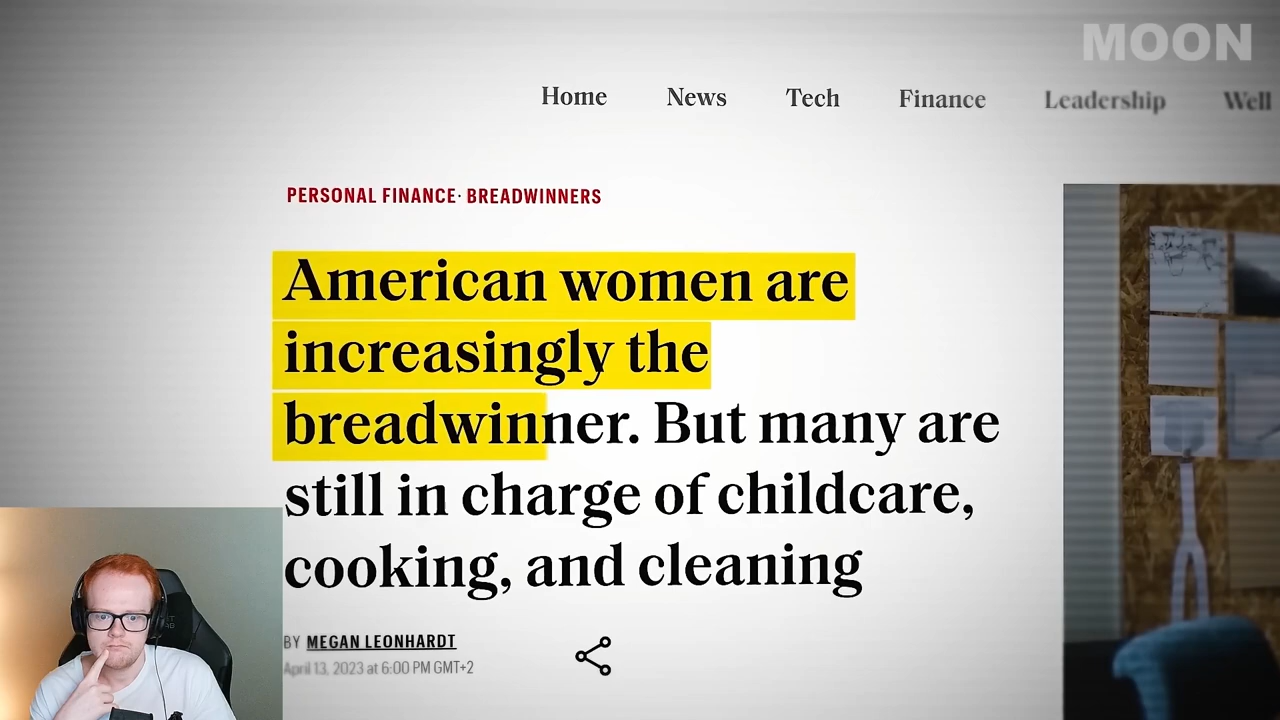 MOON
Home News Tech Finance Leadership Well
PERSONAL FINANCE· BREADWINNERS
American women are
increasingly the
breadwinner. But many are
still in charge of childcare,
cooking, and cleaning
BY MEGAN LEONHARDT
April 13, 2023 at 6:00 PM GMT+2